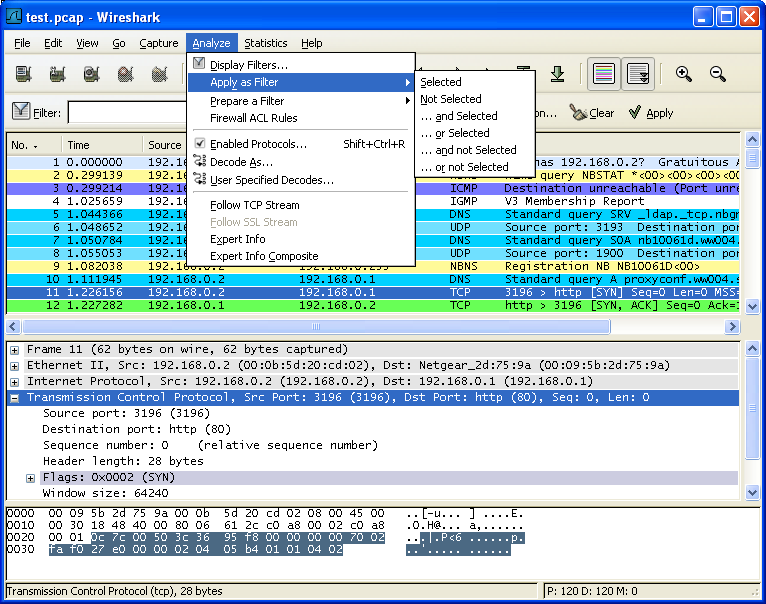 test.pcap - Wireshark
File Edit View Go Capture Analyze Statistics Help
Display Filters...
Apply as Filter
Prepare a Filter
Firewall ACL Rules
Enabled Protocols... Shift+Ctrl+R
Decode As...
User Specified Decodes...
Follow TCP Stream
Follow SSL Stream
Expert Info
Expert Info Composite
Selected
Not Selected
... and Selected
... or Selected
... and not Selected
... or not Selected
Filter: on... Clear Apply
No. . Time Source
1 0.000000 192.16 has 192.168.0.2? Gratuitous A
2 0.299139 192.16 query NBSTAT *<00><00><00><0
3 0.299214 192.16 ICMP Destination unreachable (Port unre
4 1.025659 192.16 IGMP V3 Membership Report
5 1.044366 192.16 DNS Standard query SRV _ldap._tcp.nbgm
6 1.048652 192.16 UDP Source port: 3193 Destination por
7 1.050784 192.16 DNS Standard query SOA nb10061d.ww004.
8 1.055053 192.16 UDP Source port: 1900 Destination por
9 1.082038 192.168.0.2 192.168.0.255 NBNS Registration NB NB10061D<00>
10 1.111945 192.168.0.2 192.168.0.1 DNS Standard query A proxyconf.ww004.s
11 1.226156 192.168.0.2 192.168.0.1 TCP 3196 > http [SYN] Seq=0 Len=0 MSS=
12 1.227282 192.168.0.1 192.168.0.2 TCP http > 3196 [SYN, ACK] Seq=0 Ack=1
Frame 11 (62 bytes on wire, 62 bytes captured)
Ethernet II, Src: 192.168.0.2 (00:0b:5d:20:cd:02), Dst: Netgear_2d:75:9a (00:09:5b:2d:75:9a)
Internet Protocol, Src: 192.168.0.2 (192.168.0.2), Dst: 192.168.0.1 (192.168.0.1)
Transmission Control Protocol, Src Port: 3196 (3196), Dst Port: http (80), Seq: 0, Len: 0
Source port: 3196 (3196)
Destination port: http (80)
Sequence number: 0 (relative sequence number)
Header length: 28 bytes
Flags: 0x0002 (SYN)
Window size: 64240
0000 00 09 5b 2d 75 9a 00 0b 5d 20 cd 02 08 00 45 00 ..[-u... ] ....E.
0010 00 30 18 48 40 00 80 06 61 2c c0 a8 00 02 c0 a8 .0.H@... a,......
0020 00 01 0c 7c 00 50 3c 36 95 f8 00 00 00 00 70 02 ...|.P<6 ......p.
0030 fa f0 27 e0 00 00 02 04 05 b4 01 01 04 02 ..'..... ......
Transmission Control Protocol (tcp), 28 bytes P: 120 D: 120 M: 0